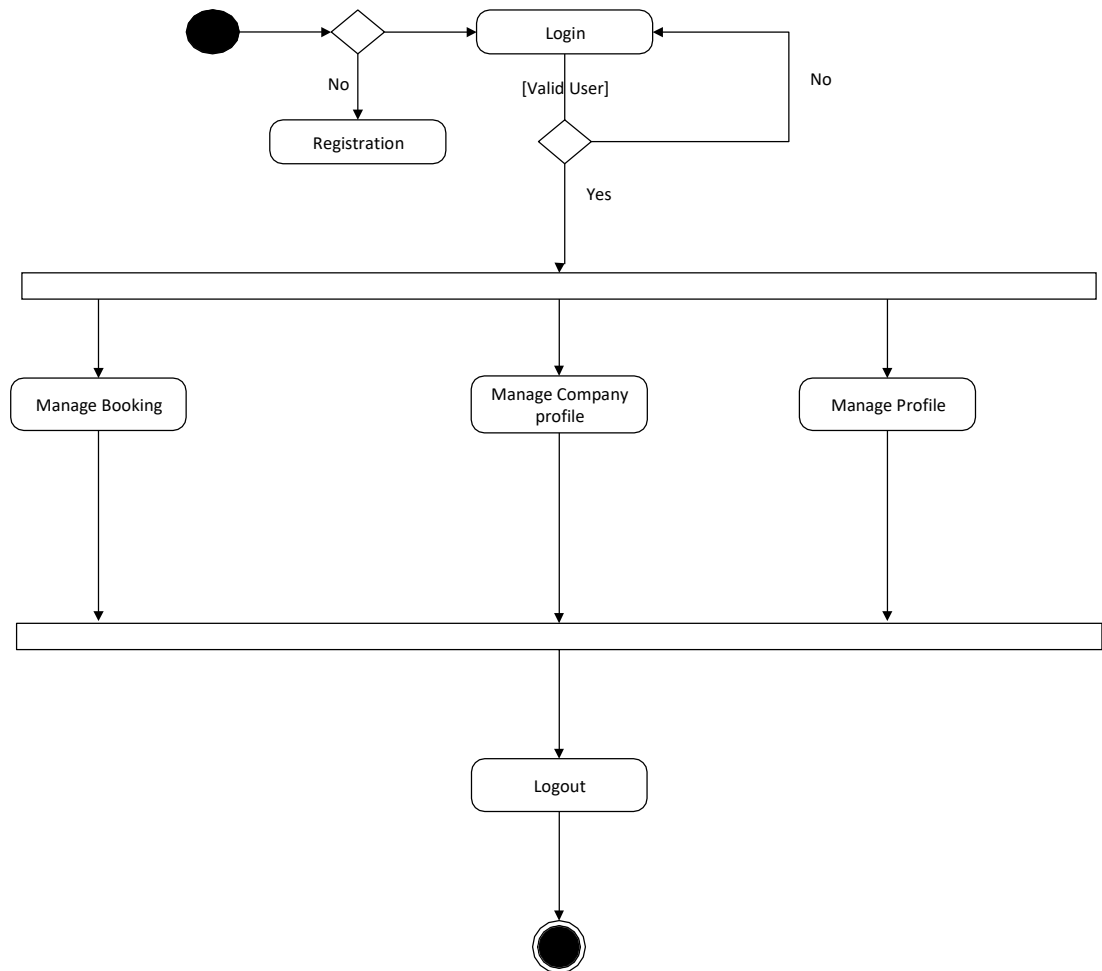 Login
No
[Valid User]
No
Registration
Yes
Manage Booking
Manage Company
profile
Manage Profile
Logout